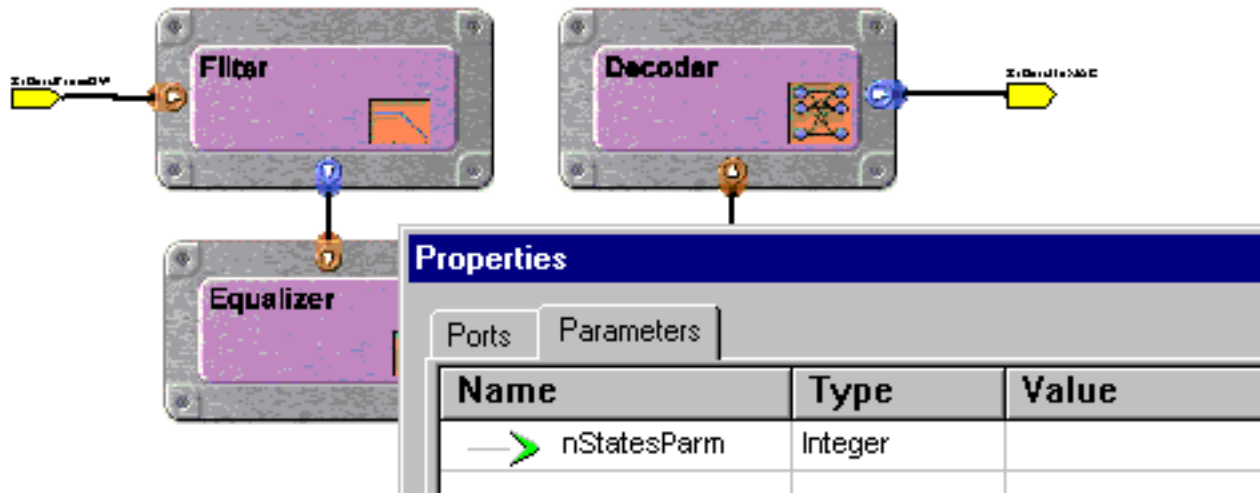 Filter
Decoder
Equalizer
Properties
Ports Parameters
Name Type Value
nStatesParm Integer